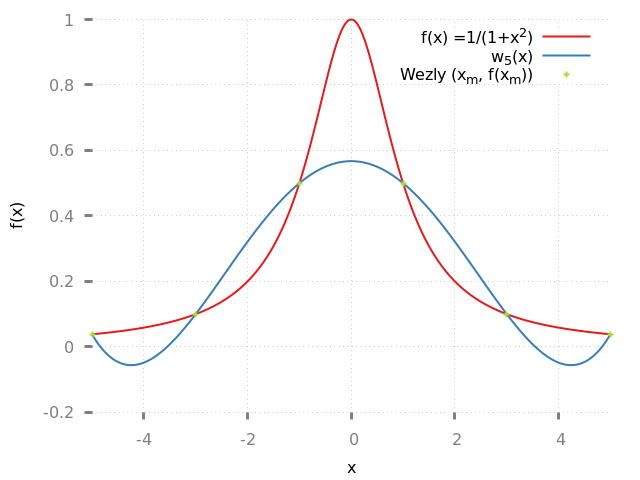 1
0.8
0.6
0.4
0.2
0
-0.2
f(x)
f(x) =1/(1+x²)
w₅(x)
Wezly (xₘ, f(xₘ))
-4
-2
0
2
4
x